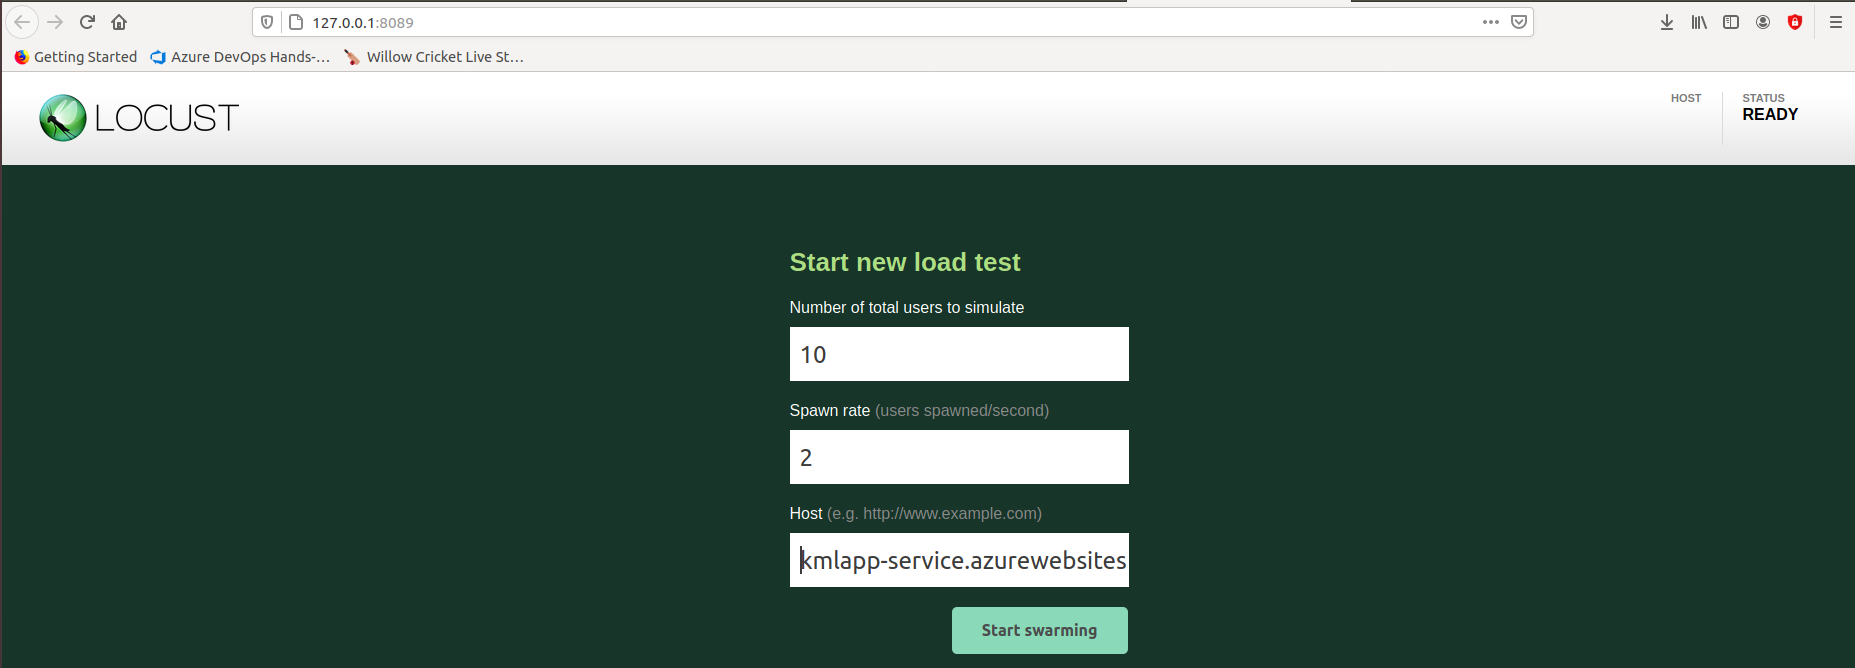 127.0.0.1:8089
Getting Started Azure DevOps Hands-... Willow Cricket Live St...
LOCUST
HOST
STATUS
READY
Start new load test
Number of total users to simulate
10
Spawn rate (users spawned/second)
2
Host (e.g. http://www.example.com)
kmlapp-service.azurewebsites
Start swarming